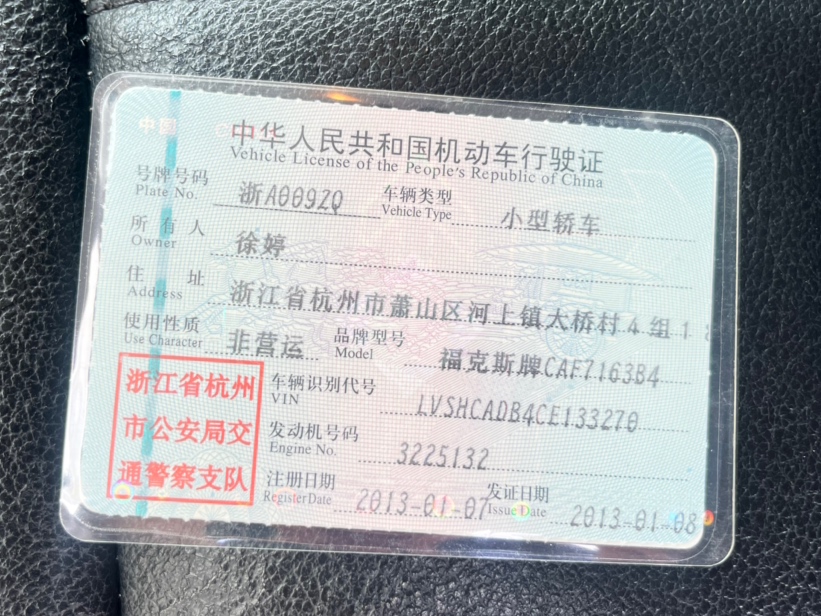 中国
中华人民共和国机动车行驶证
Vehicle License of the People's Republic of China
号牌号码 浙A009ZQ 车辆类型 小型轿车
Plate No. Vehicle Type
所有人 徐婷
Owner
住址 浙江省杭州市萧山区河上镇大桥村4组1
Address
使用性质 非营运 品牌型号 福克斯牌CAF7163B4
Use Character Model
浙江省杭州
市公安局交
通警察支队
车辆识别代号 LVSHCADB4CE133270
VIN
发动机号码 3225132
Engine No.
注册日期 2013-01-07 发证日期 2013-01-08
Register Date Issue Date